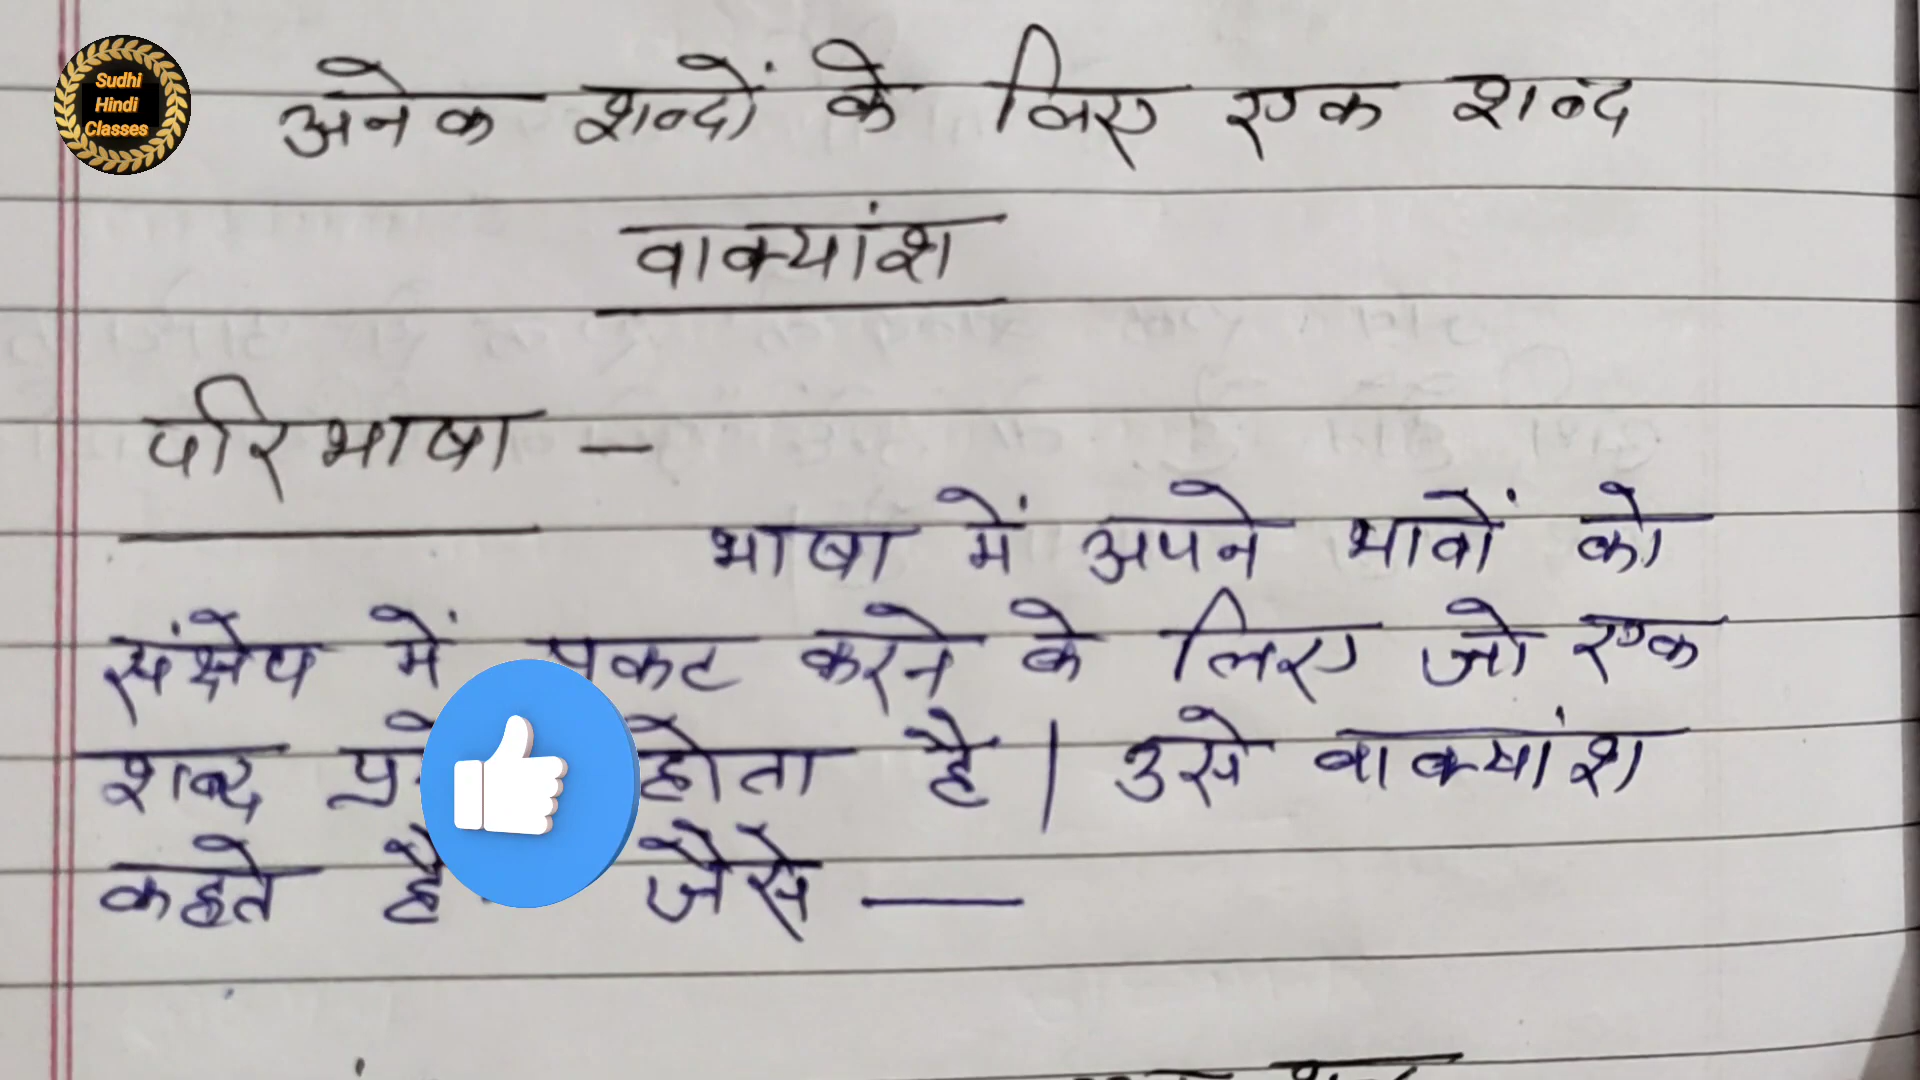 Sudhi
Hindi
Classes
अनेक शब्दों के लिए एक शब्द
वाक्यांश
परिभाषा —
भाषा में अपने भावों को
संक्षेप में प्रकट करने के लिए जो एक
शब्द होता है | उसे वाक्यांश
कहते हैं जैसे —